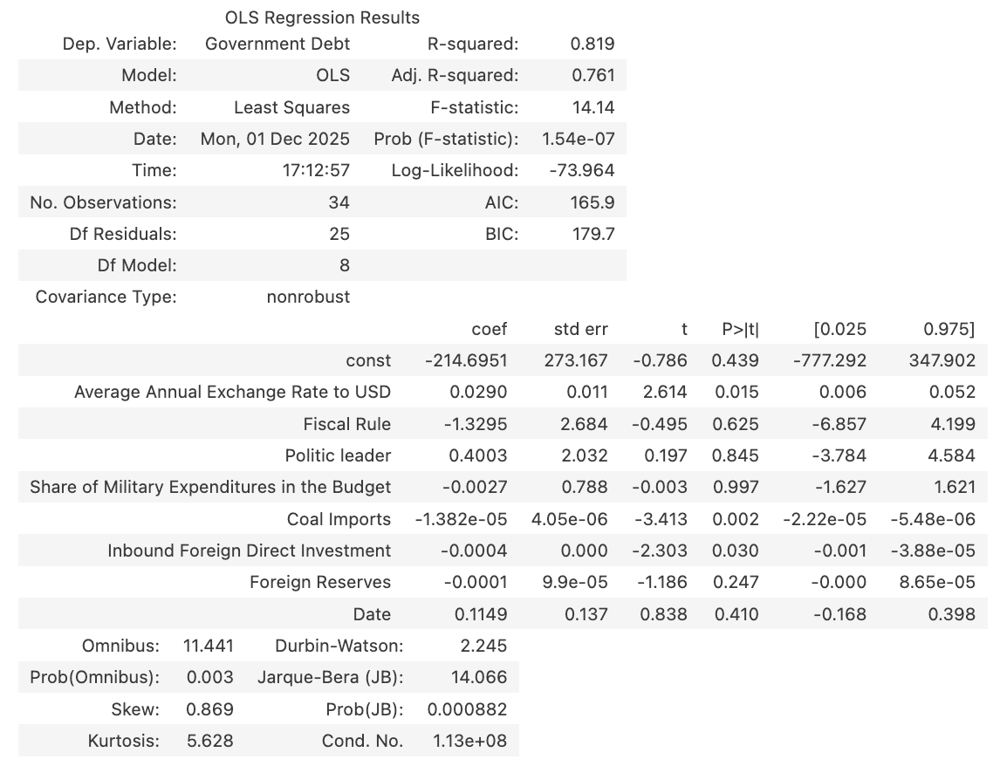 OLS Regression Results
Dep. Variable: Government Debt R-squared: 0.819
Model: OLS Adj. R-squared: 0.761
Method: Least Squares F-statistic: 14.14
Date: Mon, 01 Dec 2025 Prob (F-statistic): 1.54e-07
Time: 17:12:57 Log-Likelihood: -73.964
No. Observations: 34 AIC: 165.9
Df Residuals: 25 BIC: 179.7
Df Model: 8
Covariance Type: nonrobust
coef std err t P>|t| [0.025 0.975]
const -214.6951 273.167 -0.786 0.439 -777.292 347.902
Average Annual Exchange Rate to USD 0.0290 0.011 2.614 0.015 0.006 0.052
Fiscal Rule -1.3295 2.684 -0.495 0.625 -6.857 4.199
Politic leader 0.4003 2.032 0.197 0.845 -3.784 4.584
Share of Military Expenditures in the Budget -0.0027 0.788 -0.003 0.997 -1.627 1.621
Coal Imports -1.382e-05 4.05e-06 -3.413 0.002 -2.22e-05 -5.48e-06
Inbound Foreign Direct Investment -0.0004 0.000 -2.303 0.030 -0.001 -3.88e-05
Foreign Reserves -0.0001 9.9e-05 -1.186 0.247 -0.000 8.65e-05
Date 0.1149 0.137 0.838 0.410 -0.168 0.398
Omnibus: 11.441 Durbin-Watson: 2.245
Prob(Omnibus): 0.003 Jarque-Bera (JB): 14.066
Skew: 0.869 Prob(JB): 0.000882
Kurtosis: 5.628 Cond. No. 1.13e+08